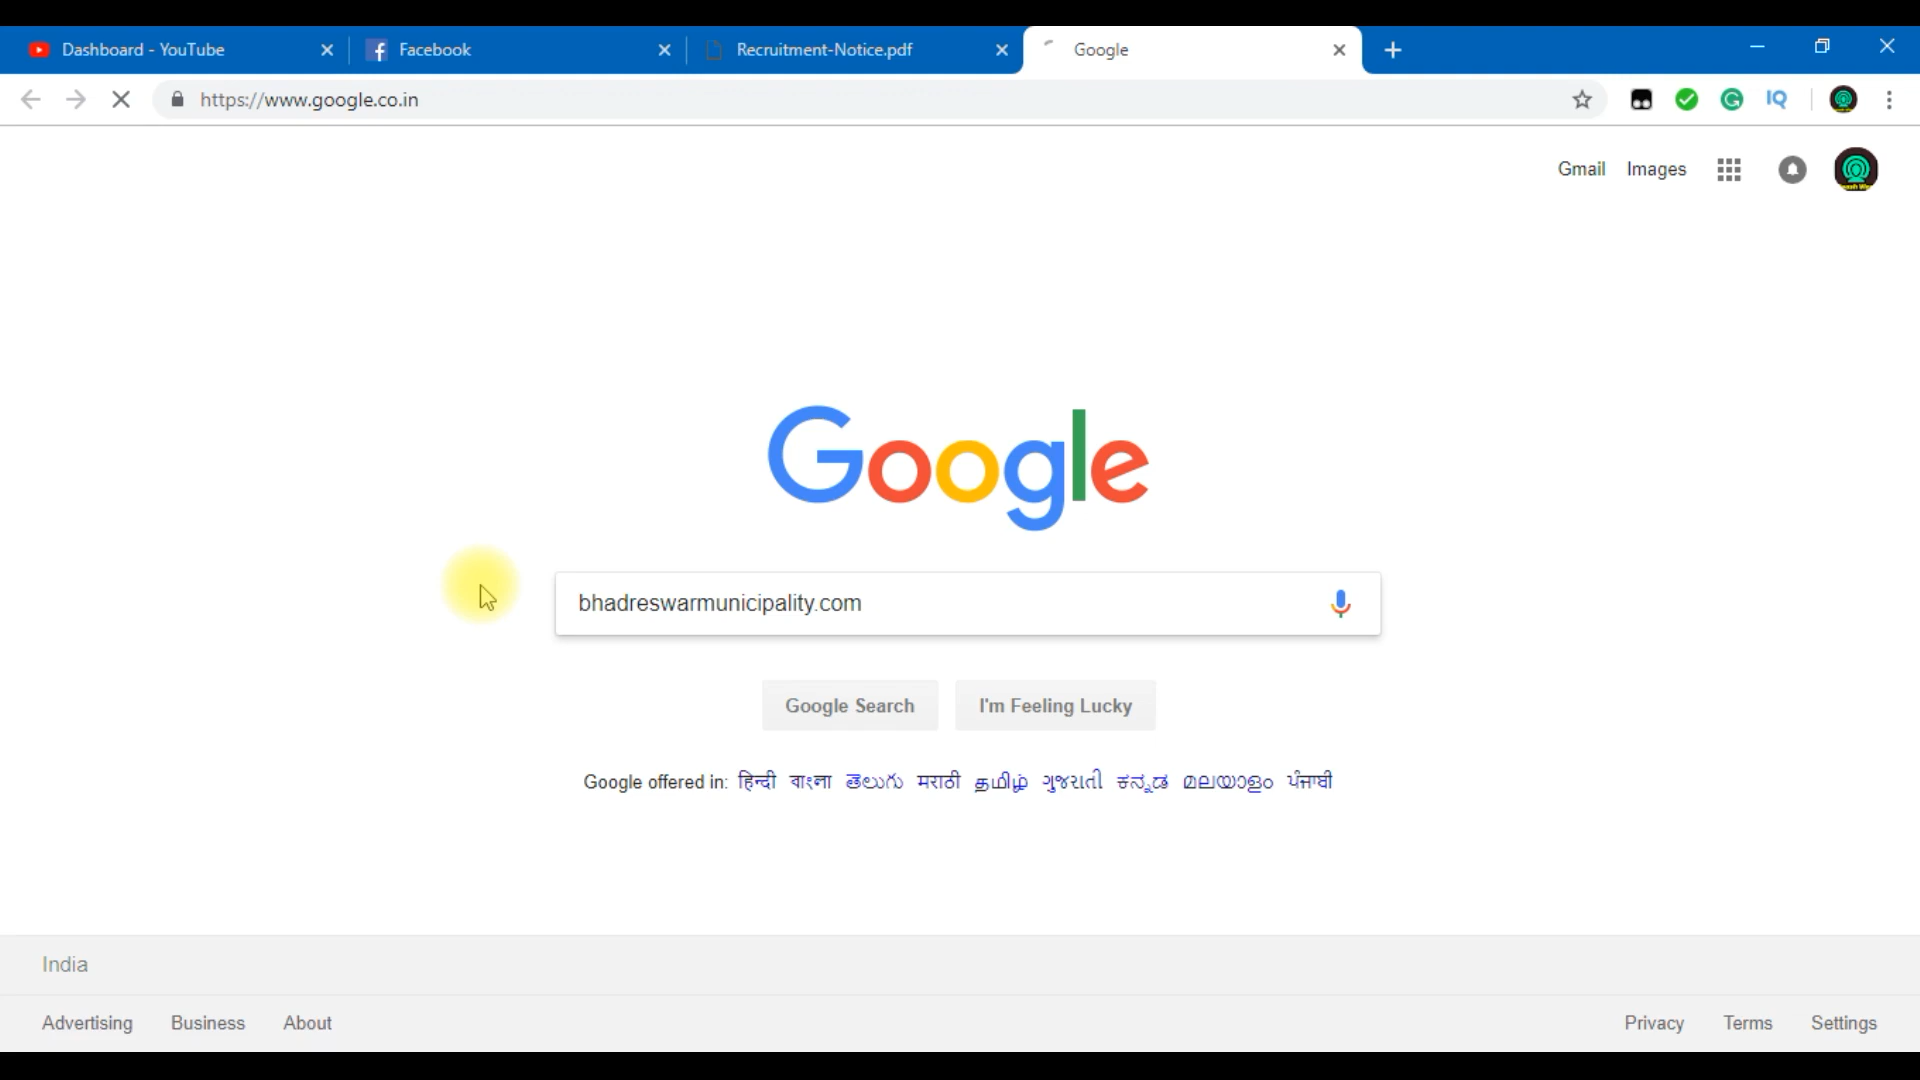 Dashboard - YouTube
Facebook
Recruitment-Notice.pdf
Google
https://www.google.co.in
IQ
Gmail Images
Google
bhadreswarmunicipality.com
Google Search
I'm Feeling Lucky
Google offered in: हिन्दी বাংলা తెలుగు मराठी தமிழ் ગુજરાતી ಕನ್ನಡ മലയാളം ਪੰਜਾਬੀ
India
Advertising Business About
Privacy Terms Settings